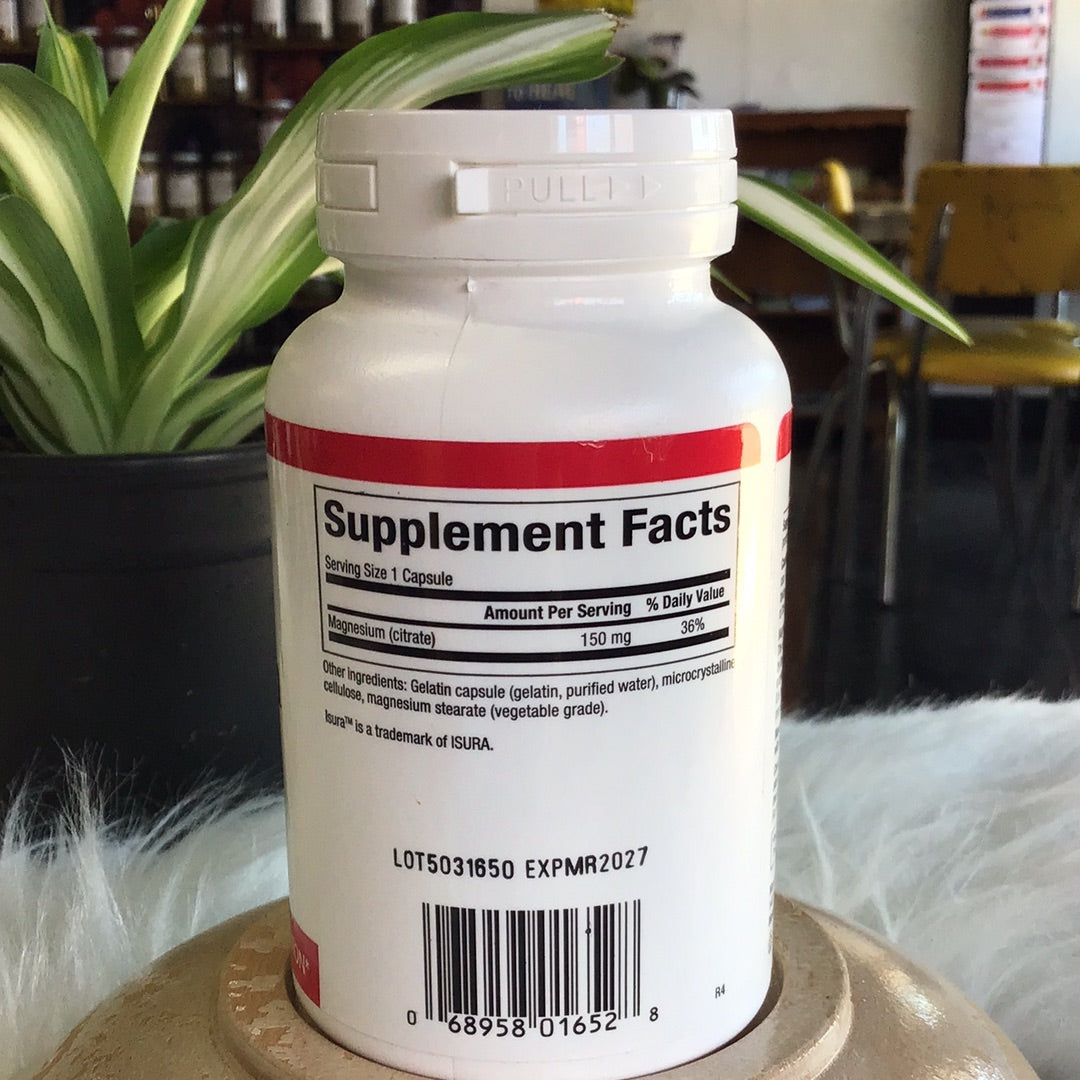 PULL
Supplement Facts
Serving Size 1 Capsule
Amount Per Serving % Daily Value
Magnesium (citrate) 150 mg 36%
Other ingredients: Gelatin capsule (gelatin, purified water), microcrystalline
cellulose, magnesium stearate (vegetable grade).
Isura™ is a trademark of ISURA.
LOT5031650 EXPMR2027
0 68958 01652 8
R4